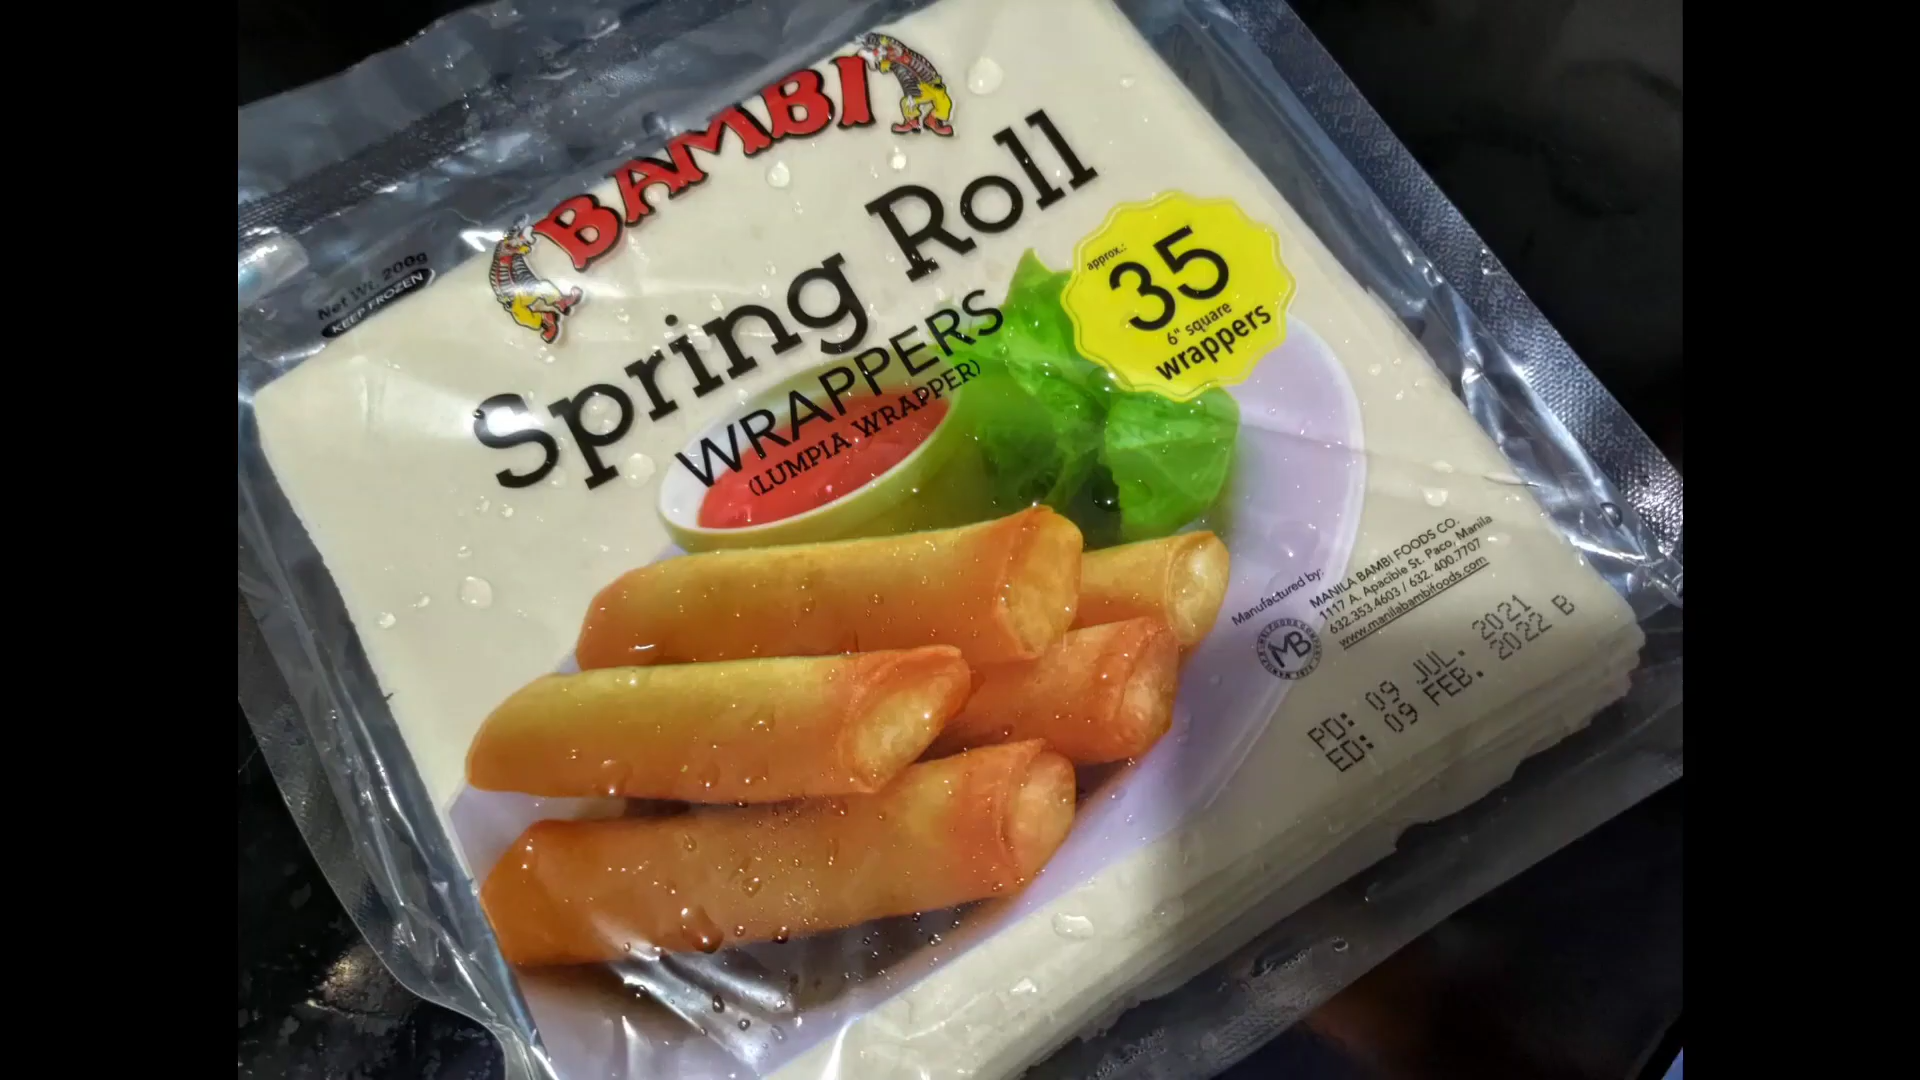 BAMBI
Net Wt. 200g
KEEP FROZEN
Spring Roll
WRAPPERS
(LUMPIA WRAPPER)
approx.:
35
6" square
wrappers
Manufactured by:
MANILA BAMBI FOODS CO.
1117 A. Apacible St. Paco, Manila
632.353.4603 / 632. 400.7707
www.manilabambifoods.com
MB
PD: 09 JUL. 2021
ED: 09 FEB. 2022 B